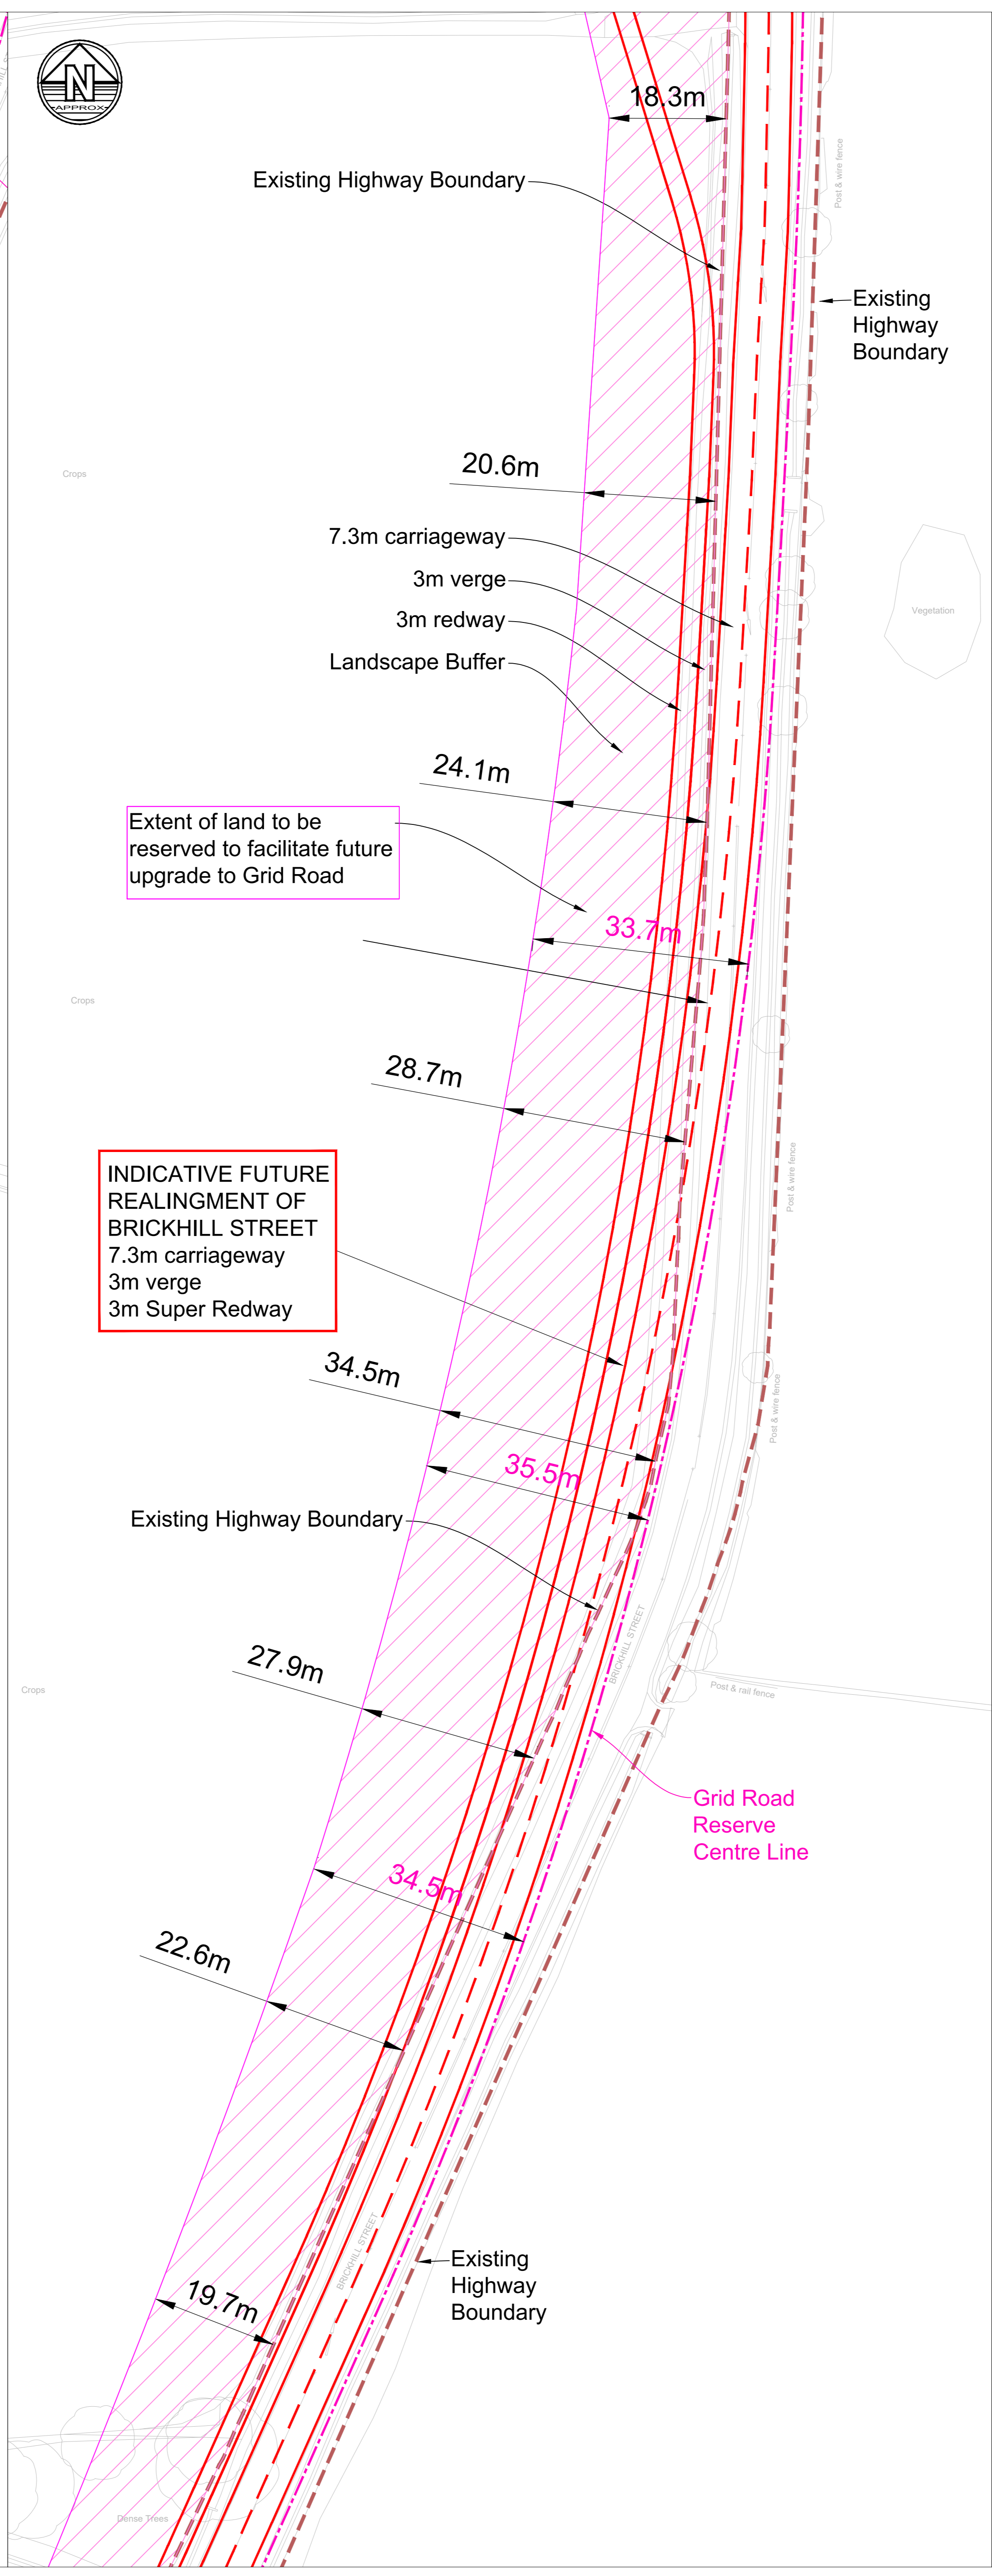 N
APPROX
18.3m
Existing Highway Boundary
Post & wire fence
Existing
Highway
Boundary
20.6m
Crops
7.3m carriageway
3m verge
3m redway
Landscape Buffer
Vegetation
24.1m
Extent of land to be
reserved to facilitate future
upgrade to Grid Road
33.7m
Crops
28.7m
Post & wire fence
INDICATIVE FUTURE
REALINGMENT OF
BRICKHILL STREET
7.3m carriageway
3m verge
3m Super Redway
34.5m
Post & wire fence
35.5m
Existing Highway Boundary
BRICKHILL STREET
27.9m
Crops
Post & rail fence
Grid Road
Reserve
Centre Line
34.5m
22.6m
BRICKHILL STREET
Existing
Highway
Boundary
19.7m
Dense Trees